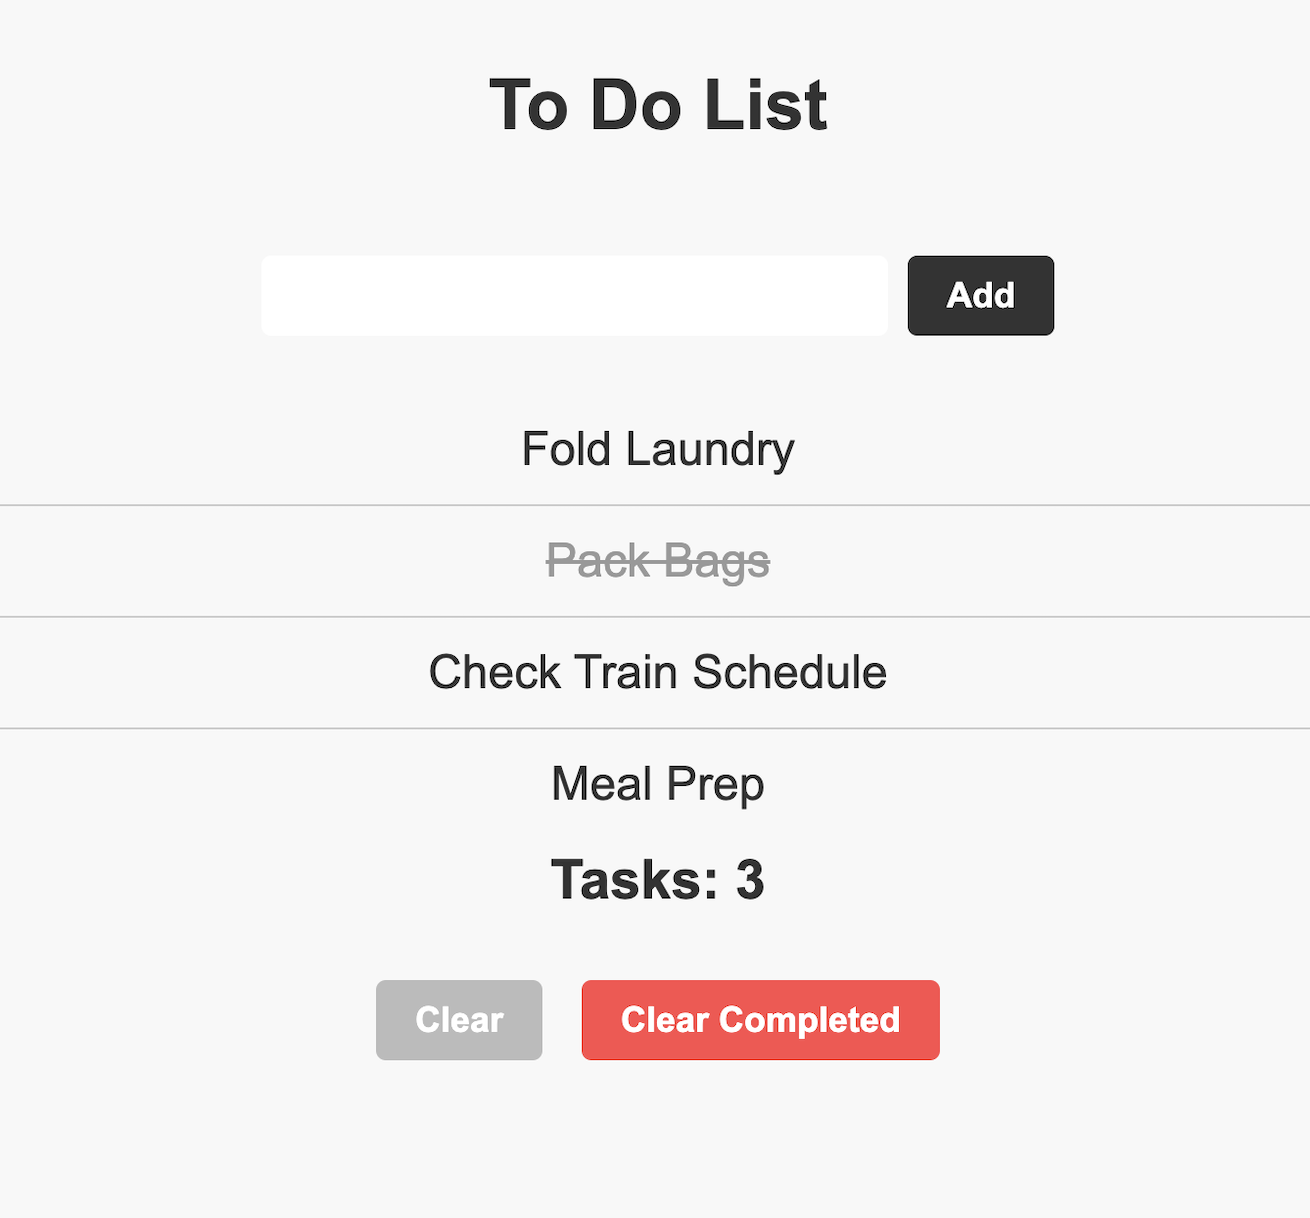 To Do List
Add
Fold Laundry
Pack Bags
Check Train Schedule
Meal Prep
Tasks: 3
Clear
Clear Completed